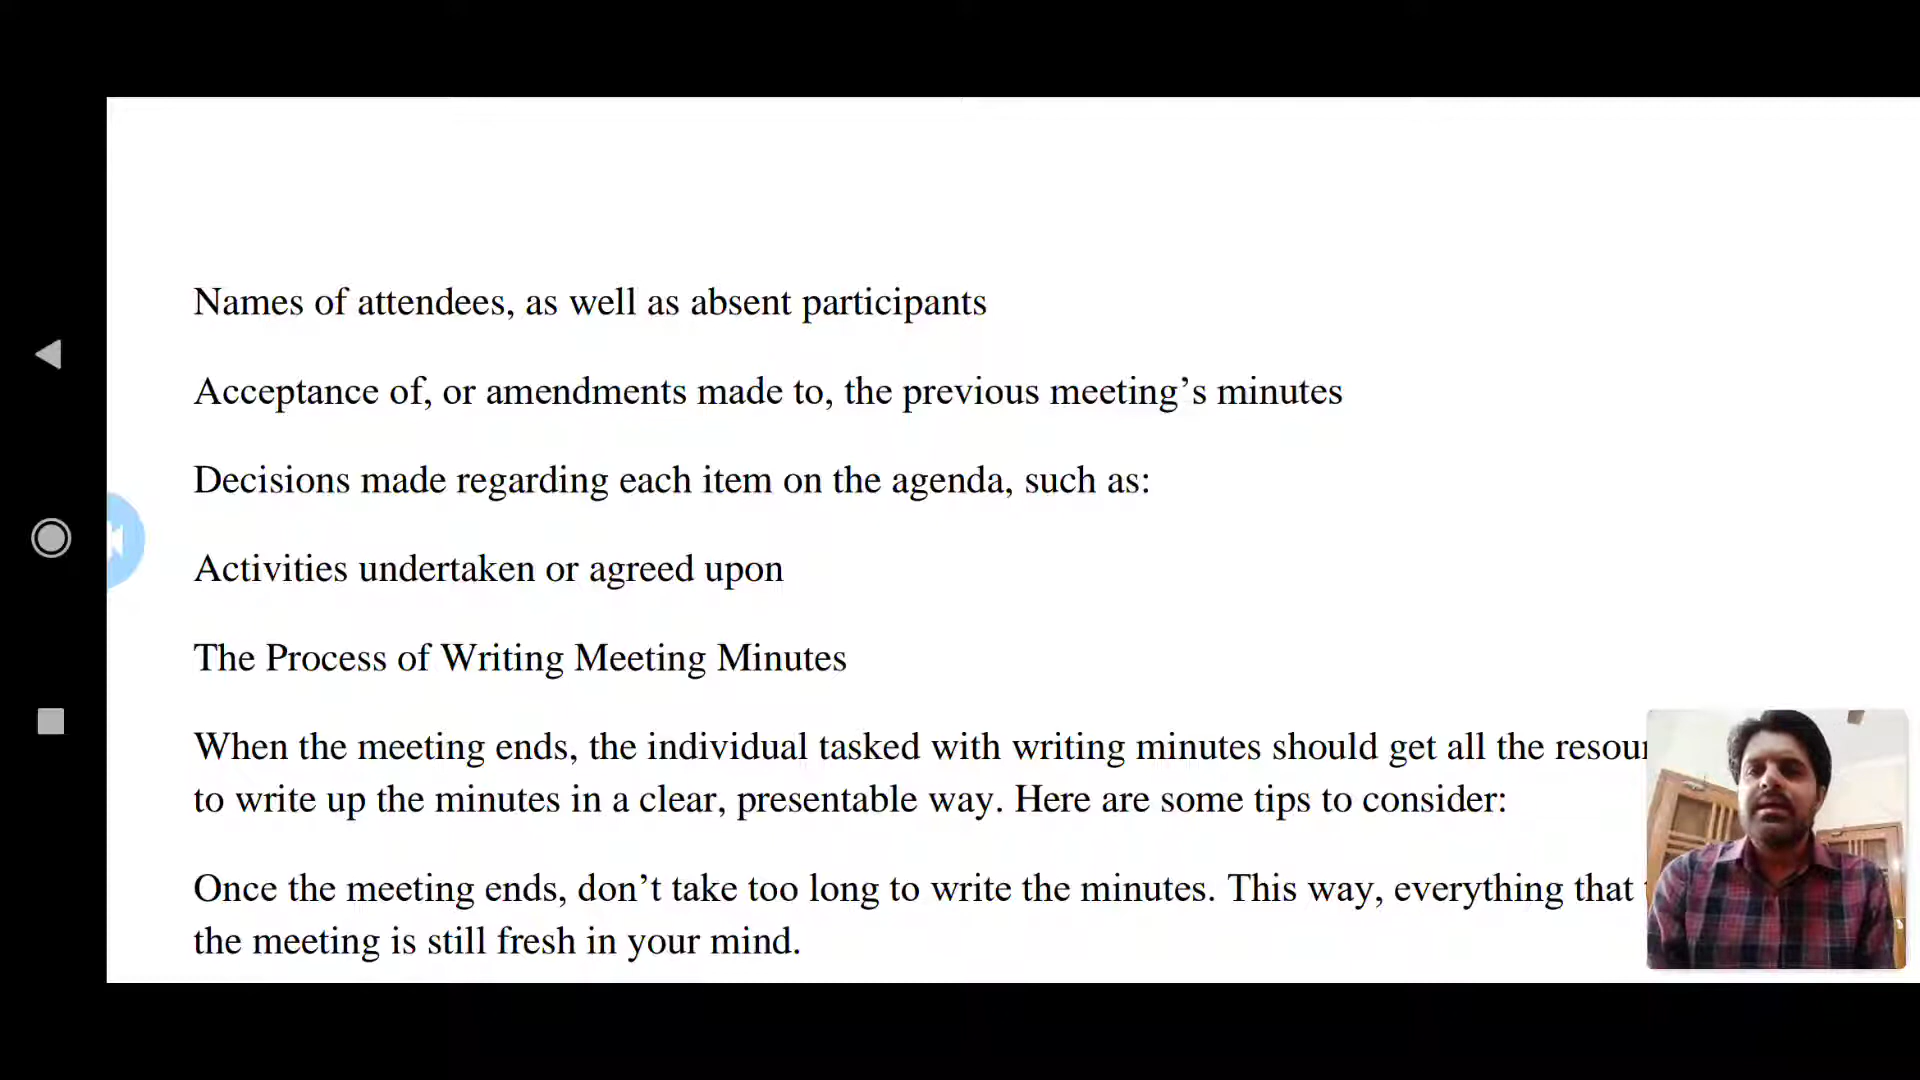 Names of attendees, as well as absent participants
Acceptance of, or amendments made to, the previous meeting’s minutes
Decisions made regarding each item on the agenda, such as:
Activities undertaken or agreed upon
The Process of Writing Meeting Minutes
When the meeting ends, the individual tasked with writing minutes should get all the
to write up the minutes in a clear, presentable way. Here are some tips to consider:
Once the meeting ends, don’t take too long to write the minutes. This way, everything that
the meeting is still fresh in your mind.